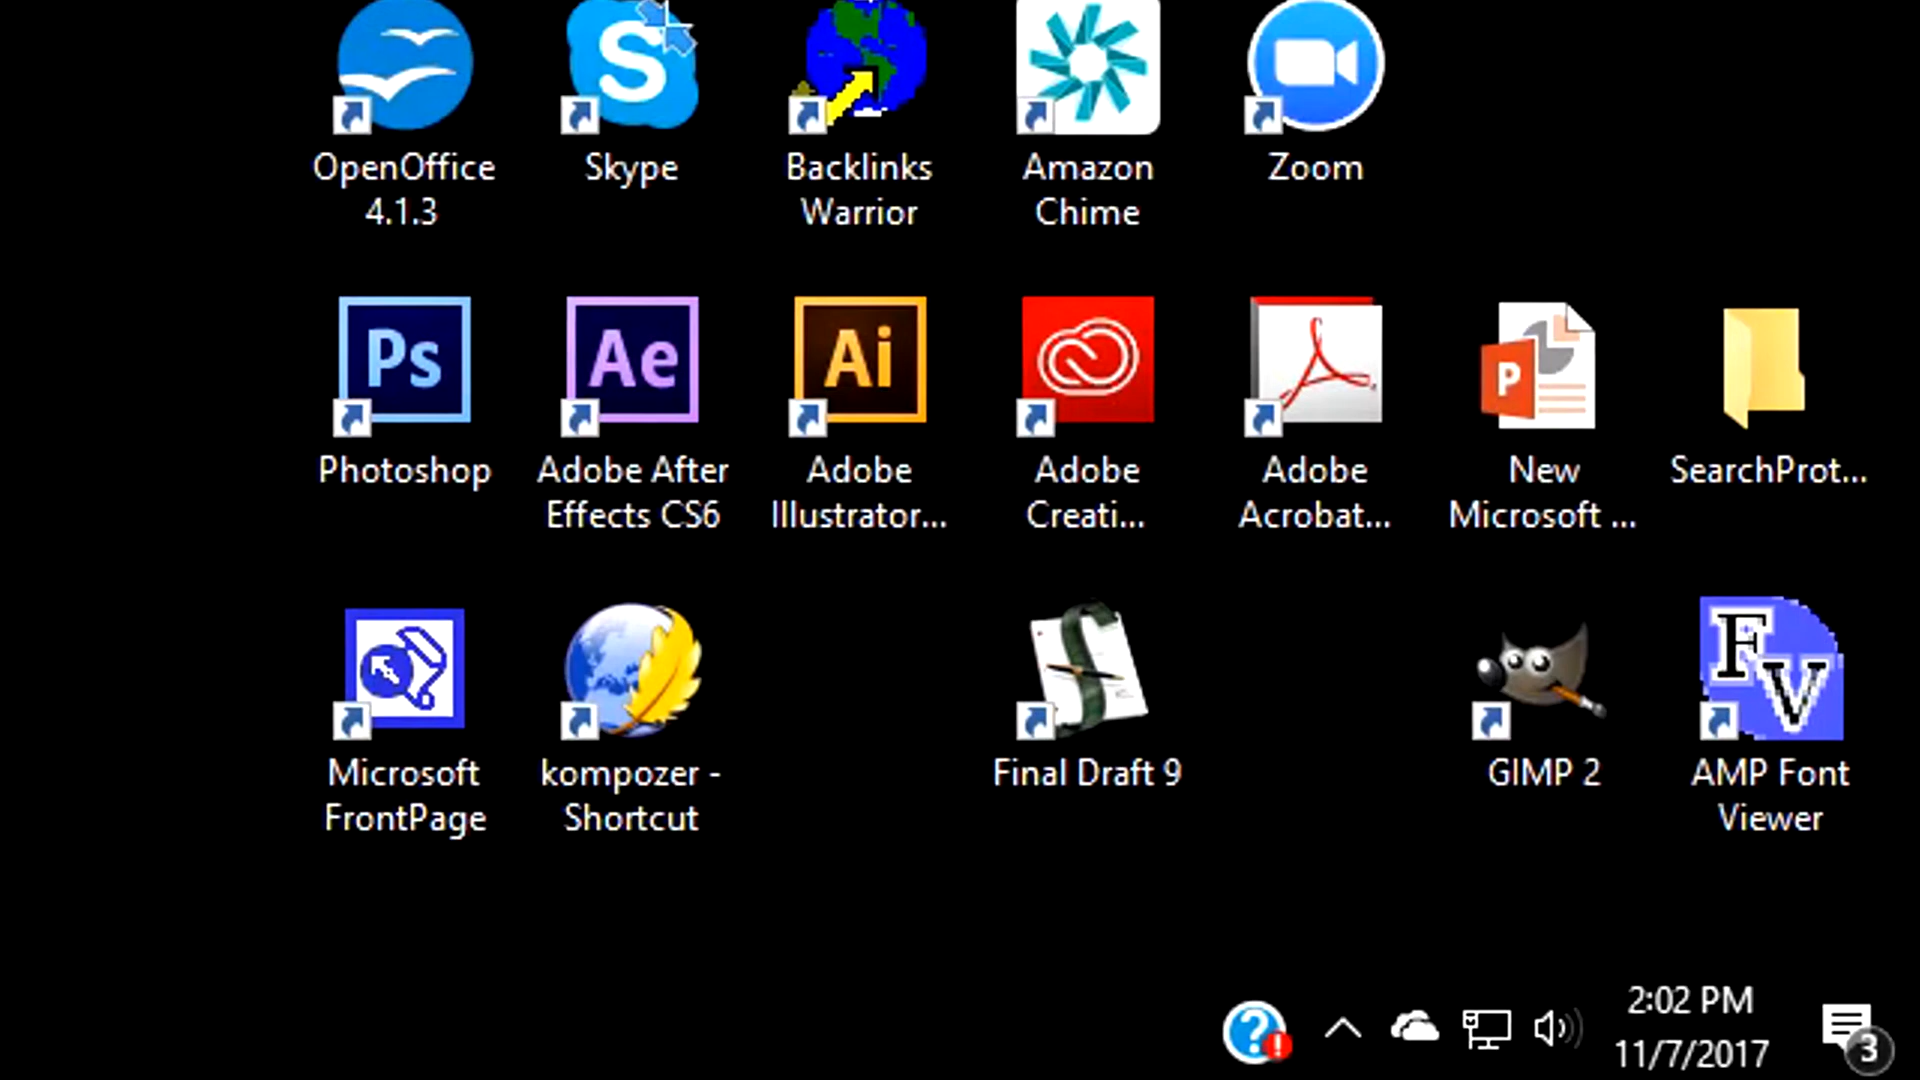 S
OpenOffice
4.1.3
Skype
Backlinks
Warrior
Amazon
Chime
Zoom
Ps
Ae
Ai
P
Photoshop
Adobe After
Effects CS6
Adobe
Illustrator...
Adobe
Creati...
Adobe
Acrobat...
New
Microsoft ...
SearchProt...
F
V
Microsoft
FrontPage
kompozer -
Shortcut
Final Draft 9
GIMP 2
AMP Font
Viewer
?
!
2:02 PM
11/7/2017
3